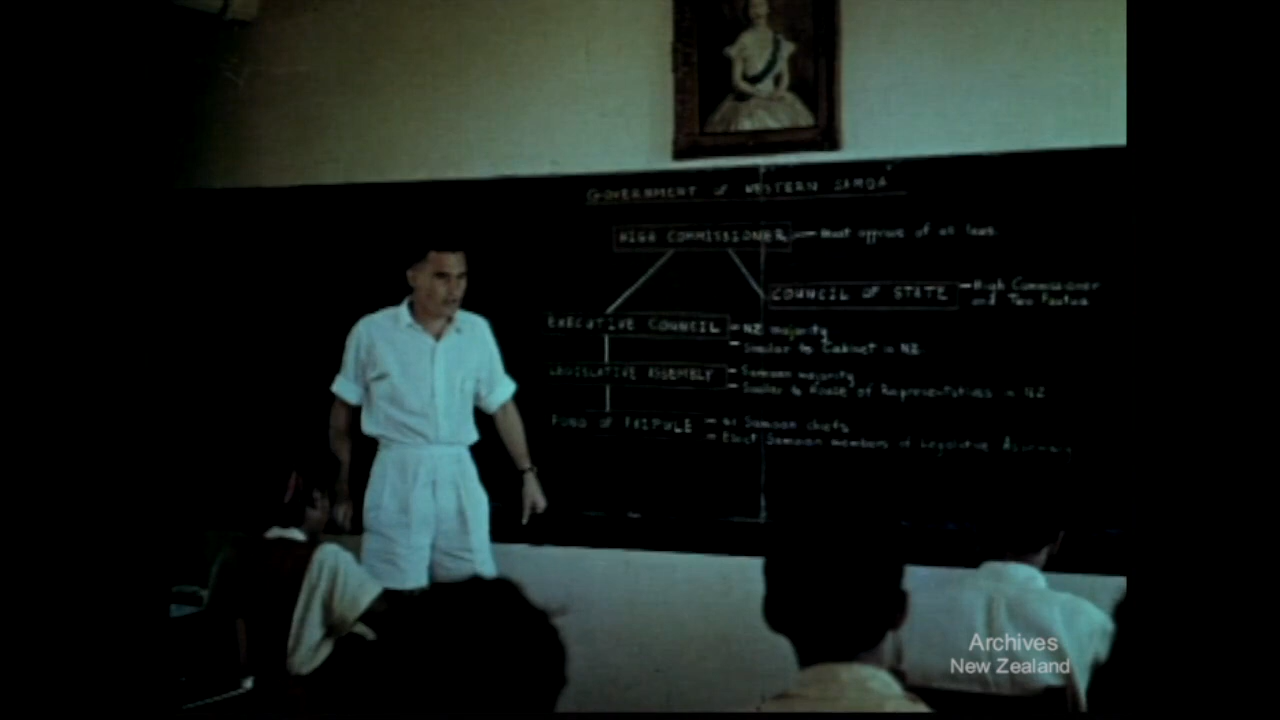 GOVERNMENT OF WESTERN SAMOA
HIGH COMMISSIONER — Must approve of all laws.
COUNCIL OF STATE — High Commissioner
and Two Fautua
EXECUTIVE COUNCIL — NZ majority
— Similar to Cabinet in NZ.
LEGISLATIVE ASSEMBLY — Samoan majority
— Similar to House of Representatives in NZ
FONO OF FAIPULE — 41 Samoan chiefs
— Elect Samoan members of Legislative Assembly
Archives
New Zealand